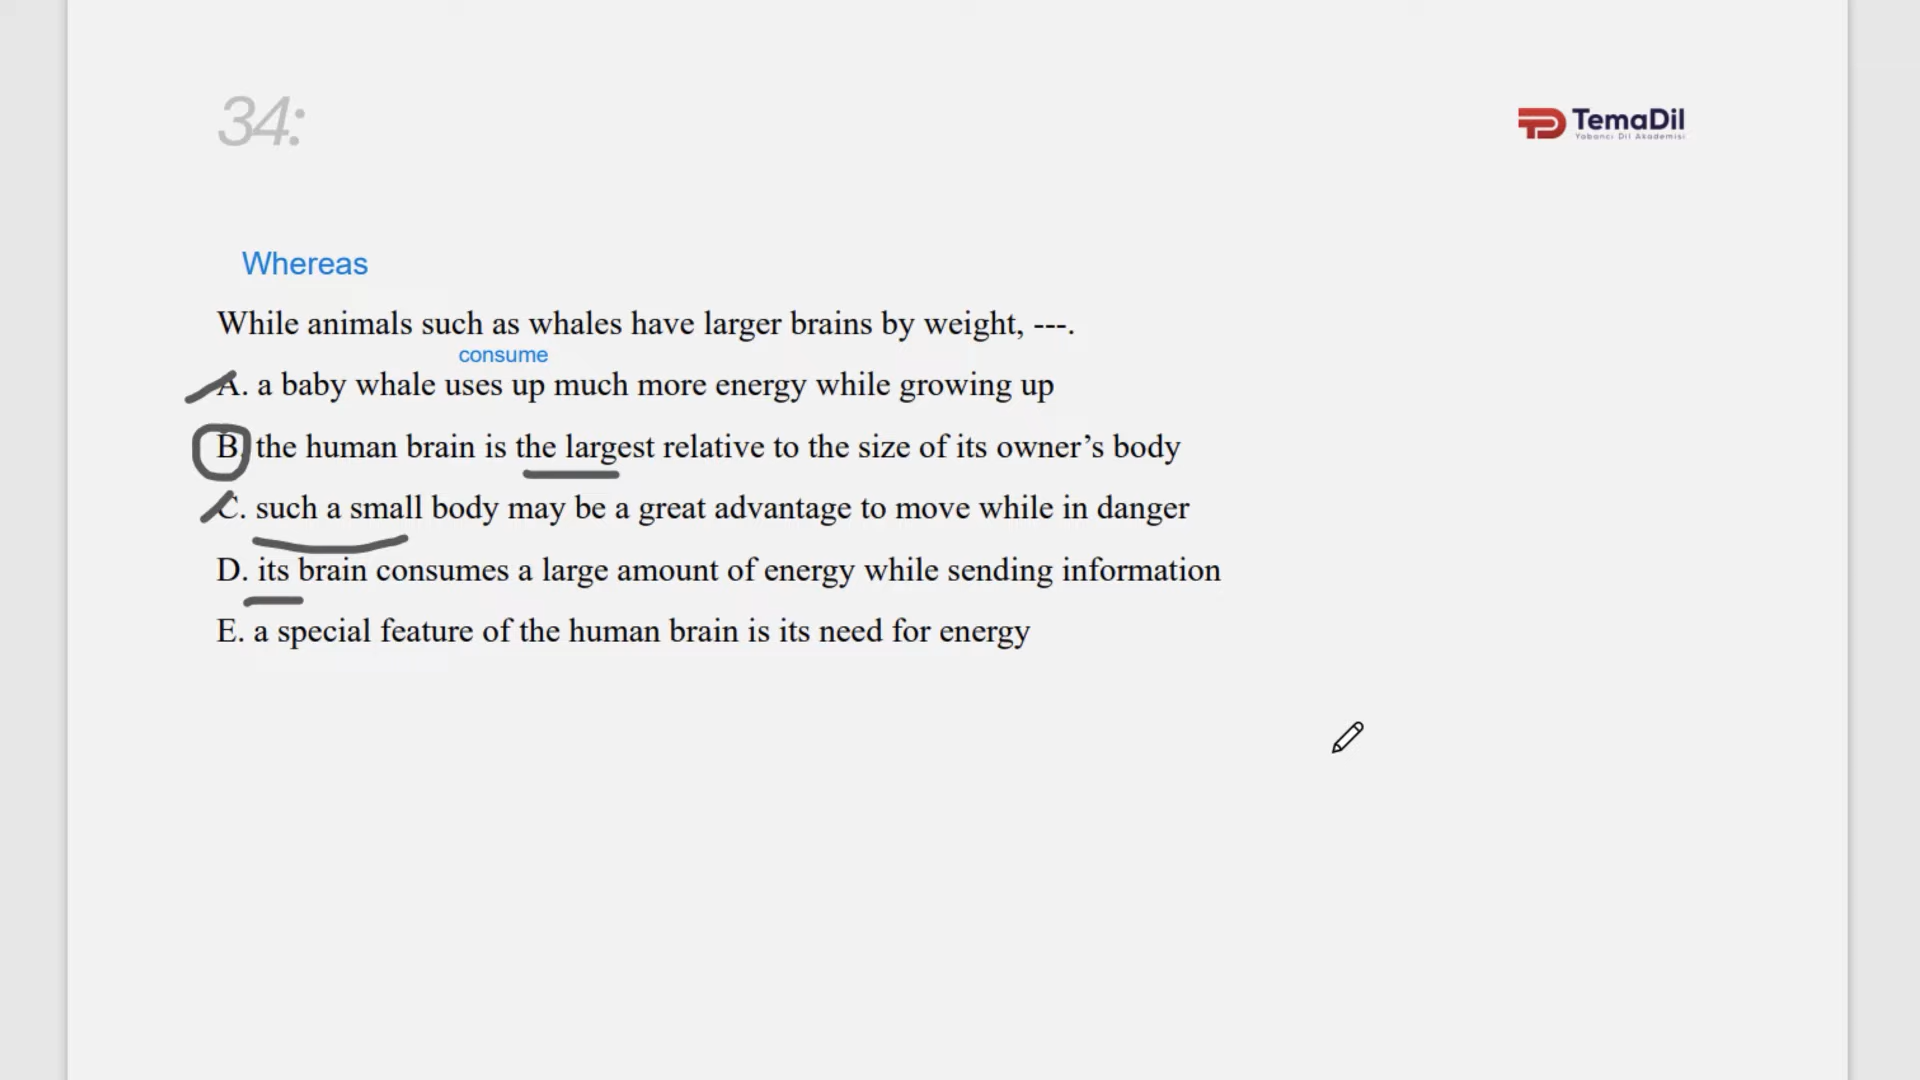 34:
TemaDil
Yabancı Dil Akademisi
Whereas
While animals such as whales have larger brains by weight, ---.
consume
A. a baby whale uses up much more energy while growing up
B. the human brain is the largest relative to the size of its owner’s body
C. such a small body may be a great advantage to move while in danger
D. its brain consumes a large amount of energy while sending information
E. a special feature of the human brain is its need for energy